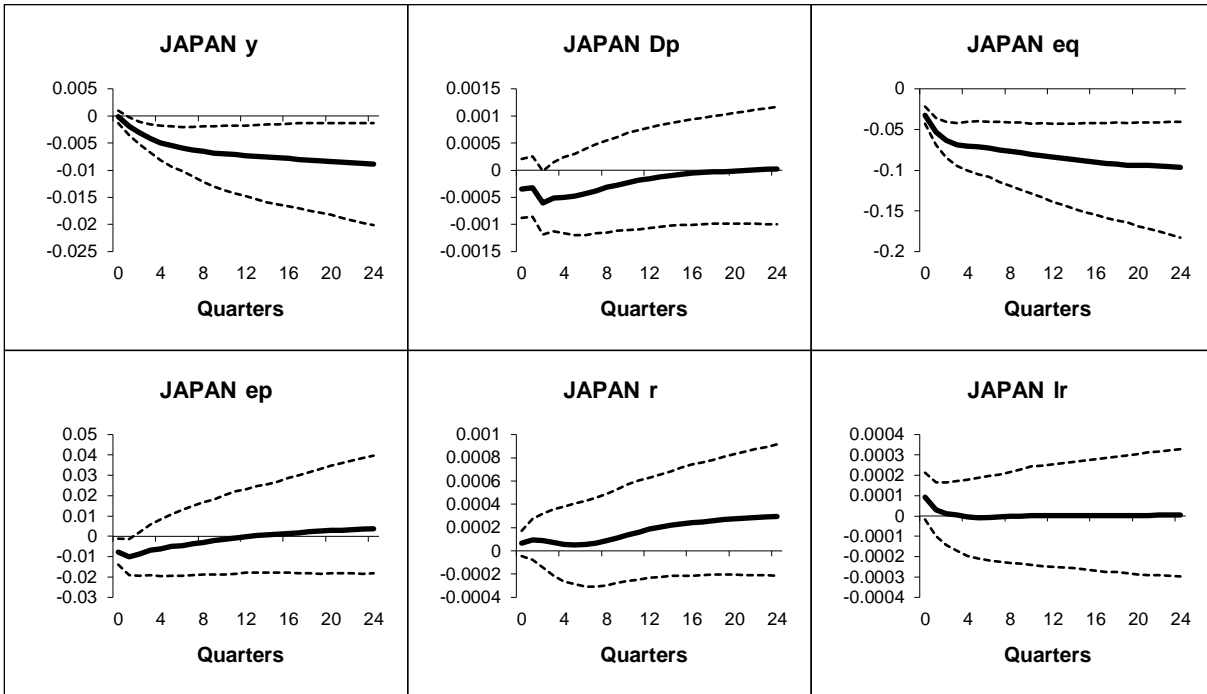 JAPAN y
0.005
0
-0.005
-0.01
-0.015
-0.02
-0.025
0 4 8 12 16 20 24
Quarters
JAPAN Dp
0.0015
0.001
0.0005
0
-0.0005
-0.001
-0.0015
0 4 8 12 16 20 24
Quarters
JAPAN eq
0
-0.05
-0.1
-0.15
-0.2
0 4 8 12 16 20 24
Quarters
JAPAN ep
0.05
0.04
0.03
0.02
0.01
0
-0.01
-0.02
-0.03
0 4 8 12 16 20 24
Quarters
JAPAN r
0.001
0.0008
0.0006
0.0004
0.0002
0
-0.0002
-0.0004
0 4 8 12 16 20 24
Quarters
JAPAN lr
0.0004
0.0003
0.0002
0.0001
0
-0.0001
-0.0002
-0.0003
-0.0004
0 4 8 12 16 20 24
Quarters